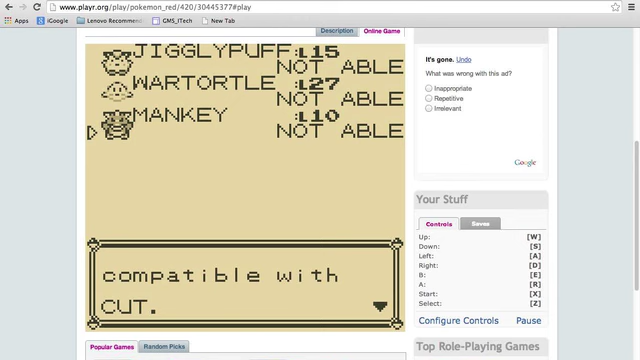 www.playr.org/play/pokemon_red/420/30445377#play
Apps iGoogle Lenovo Recommend GMS_ITech New Tab
Description Online Game
JIGGLYPUFF :L15
NOT ABLE
WARTORTLE :L27
NOT ABLE
MANKEY :L10
NOT ABLE
compatible with
CUT.
It's gone. Undo
What was wrong with this ad?
Inappropriate
Repetitive
Irrelevant
Google
Your Stuff
Controls Saves
Up: [W]
Down: [S]
Left: [A]
Right: [D]
B: [E]
A: [R]
Start: [X]
Select: [Z]
Configure Controls Pause
Top Role-Playing Games
Popular Games Random Picks